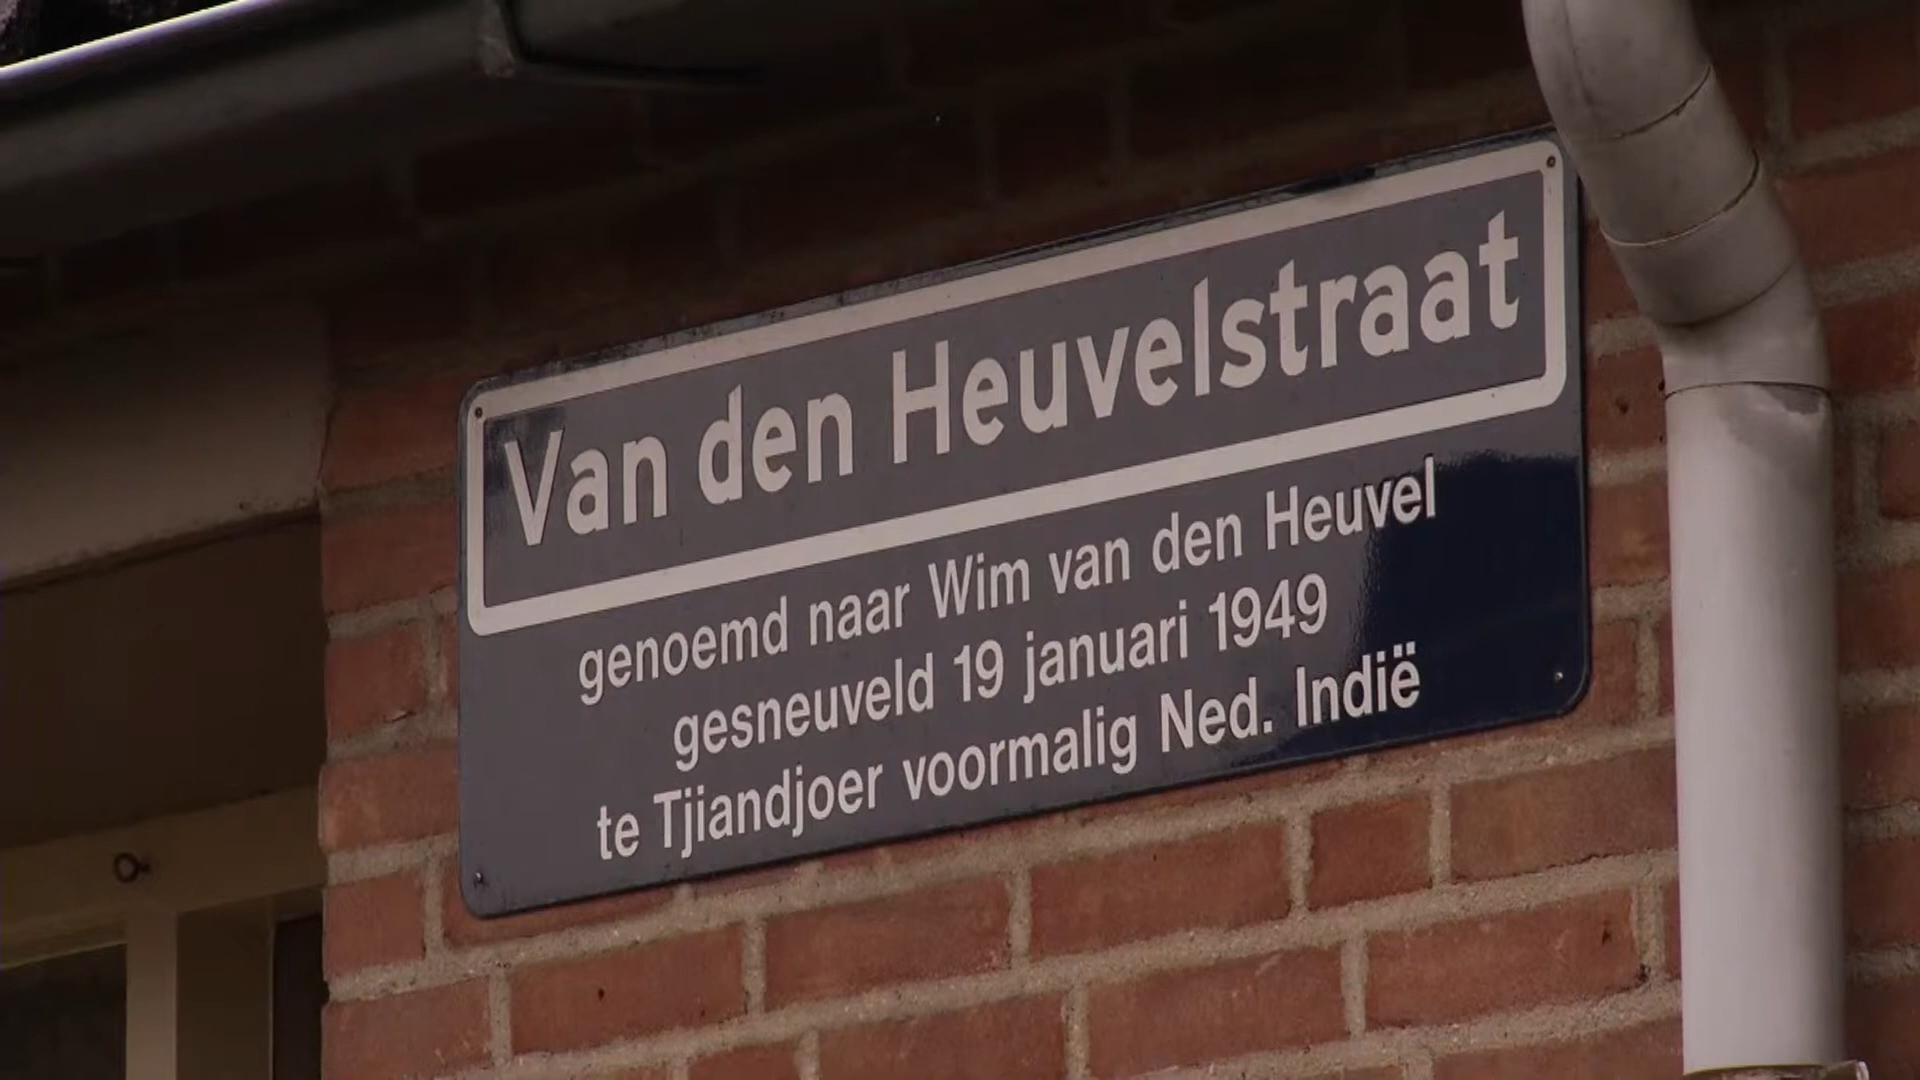 Van den Heuvelstraat
genoemd naar Wim van den Heuvel
gesneuveld 19 januari 1949
te Tjiandjoer voormalig Ned. Indië